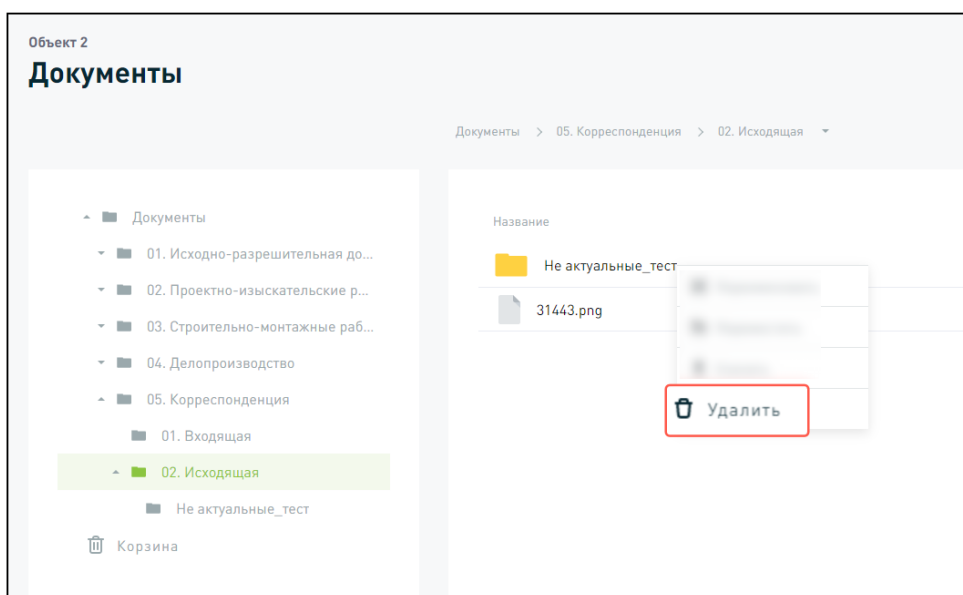 Объект 2
Документы
Документы > 05. Корреспонденция > 02. Исходящая
Документы
01. Исходно-разрешительная до...
02. Проектно-изыскательские р...
03. Строительно-монтажные раб...
04. Делопроизводство
05. Корреспонденция
01. Входящая
02. Исходящая
Не актуальные_тест
Корзина
Название
Не актуальные_тест
31443.png
Удалить